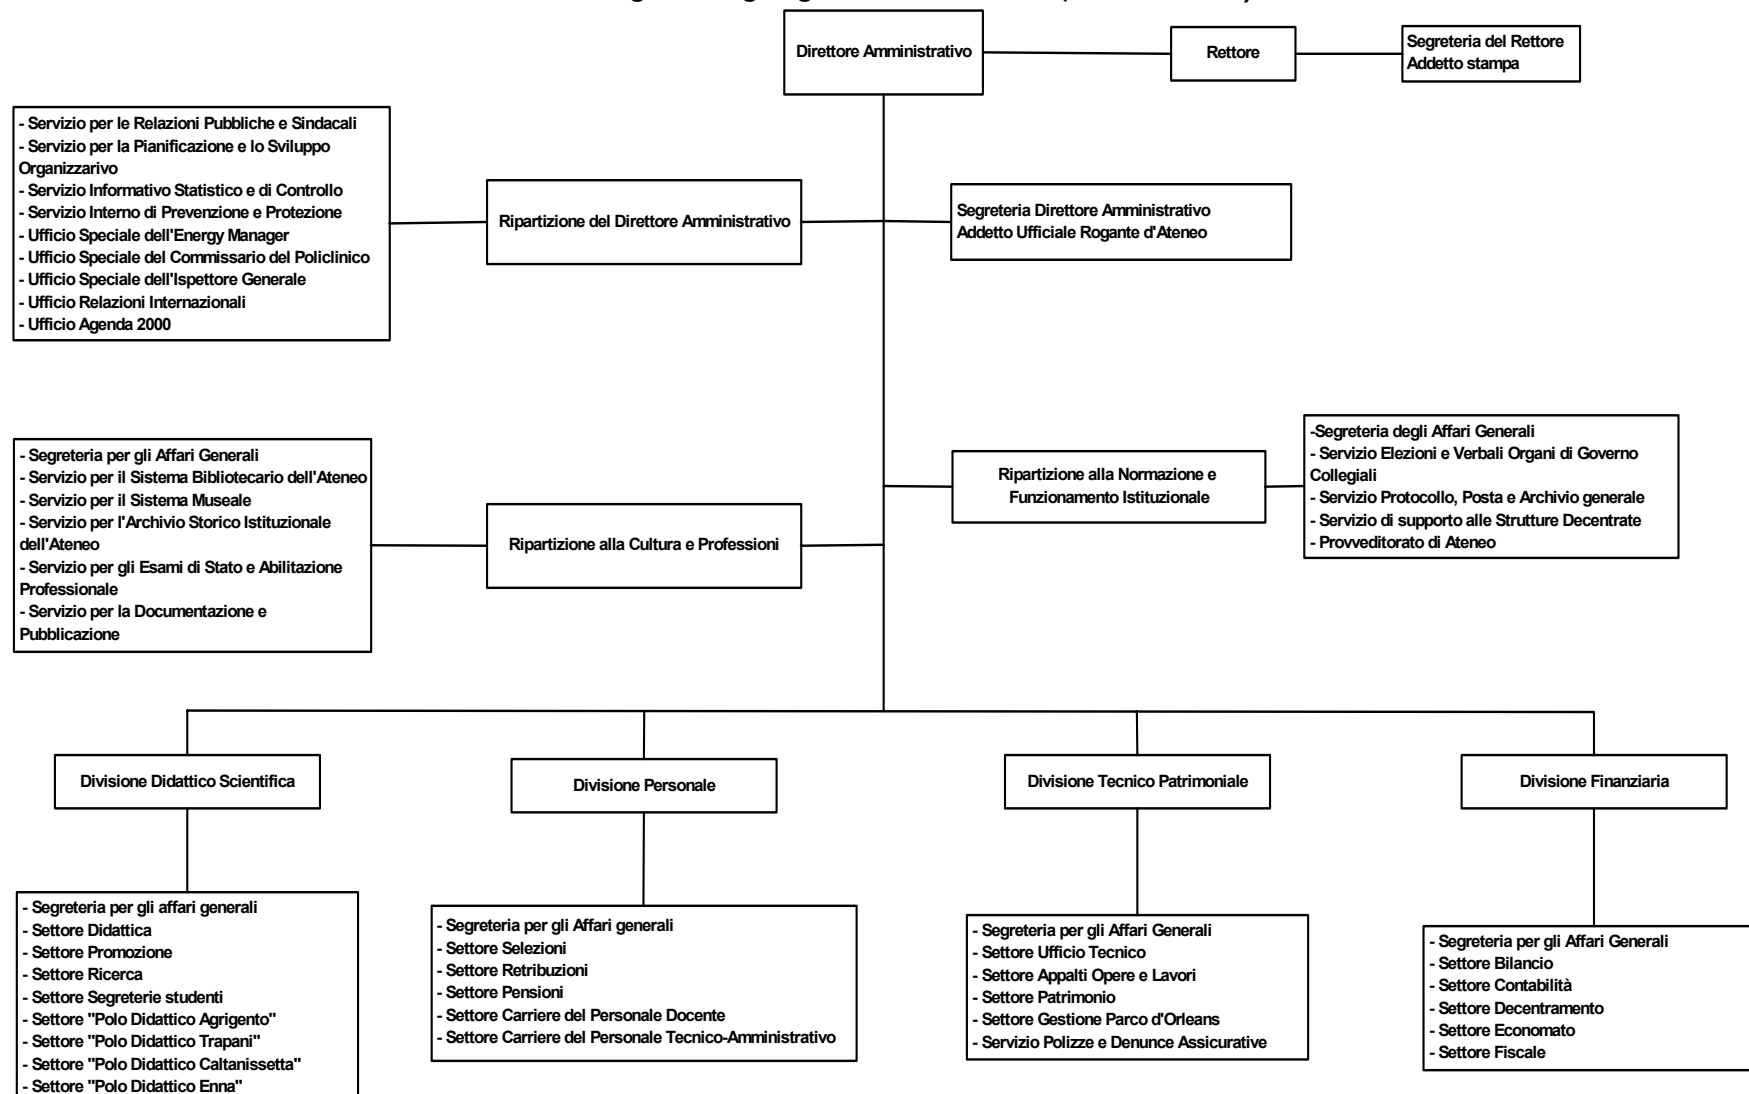 Direttore Amministrativo
Rettore
Segreteria del Rettore
Addetto stampa
- Servizio per le Relazioni Pubbliche e Sindacali
- Servizio per la Pianificazione e lo Sviluppo
Organizzarivo
- Servizio Informativo Statistico e di Controllo
- Servizio Interno di Prevenzione e Protezione
- Ufficio Speciale dell'Energy Manager
- Ufficio Speciale del Commissario del Policlinico
- Ufficio Speciale dell'Ispettore Generale
- Ufficio Relazioni Internazionali
- Ufficio Agenda 2000
Ripartizione del Direttore Amministrativo
Segreteria Direttore Amministrativo
Addetto Ufficiale Rogante d'Ateneo
- Segreteria per gli Affari Generali
- Servizio per il Sistema Bibliotecario dell'Ateneo
- Servizio per il Sistema Museale
- Servizio per l'Archivio Storico Istituzionale
dell'Ateneo
- Servizio per gli Esami di Stato e Abilitazione
Professionale
- Servizio per la Documentazione e
Pubblicazione
Ripartizione alla Cultura e Professioni
Ripartizione alla Normazione e
Funzionamento Istituzionale
-Segreteria degli Affari Generali
- Servizio Elezioni e Verbali Organi di Governo
Collegiali
- Servizio Protocollo, Posta e Archivio generale
- Servizio di supporto alle Strutture Decentrate
- Provveditorato di Ateneo
Divisione Didattico Scientifica
Divisione Personale
Divisione Tecnico Patrimoniale
Divisione Finanziaria
- Segreteria per gli affari generali
- Settore Didattica
- Settore Promozione
- Settore Ricerca
- Settore Segreterie studenti
- Settore "Polo Didattico Agrigento"
- Settore "Polo Didattico Trapani"
- Settore "Polo Didattico Caltanissetta"
- Settore "Polo Didattico Enna"
- Segreteria per gli Affari generali
- Settore Selezioni
- Settore Retribuzioni
- Settore Pensioni
- Settore Carriere del Personale Docente
- Settore Carriere del Personale Tecnico-Amministrativo
- Segreteria per gli Affari Generali
- Settore Ufficio Tecnico
- Settore Appalti Opere e Lavori
- Settore Patrimonio
- Settore Gestione Parco d'Orleans
- Servizio Polizze e Denunce Assicurative
- Segreteria per gli Affari Generali
- Settore Bilancio
- Settore Contabilità
- Settore Decentramento
- Settore Economato
- Settore Fiscale